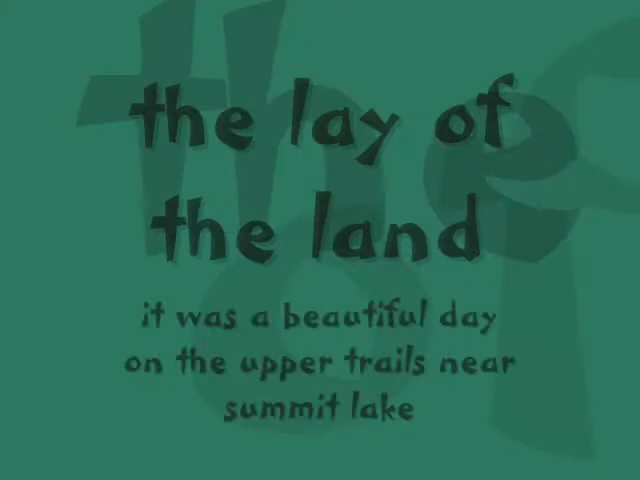 the lay of
the land
it was a beautiful day
on the upper trails near
summit lake